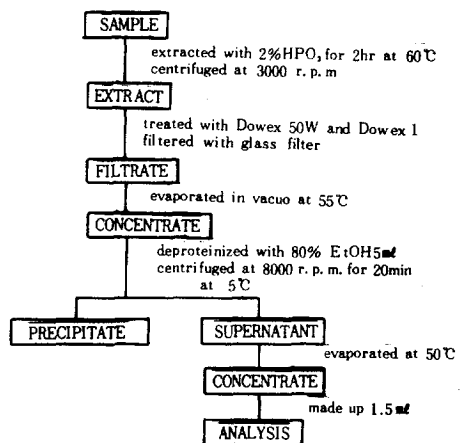 SAMPLE
extracted with 2%HPO₃ for 2hr at 60℃
centrifuged at 3000 r. p. m
EXTRACT
treated with Dowex 50W and Dowex 1
filtered with glass filter
FILTRATE
evaporated in vacuo at 55℃
CONCENTRATE
deproteinized with 80% EtOH5㎖
centrifuged at 8000 r. p. m. for 20min
at 5℃
PRECIPITATE
SUPERNATANT
evaporated at 50℃
CONCENTRATE
made up 1.5㎖
ANALYSIS